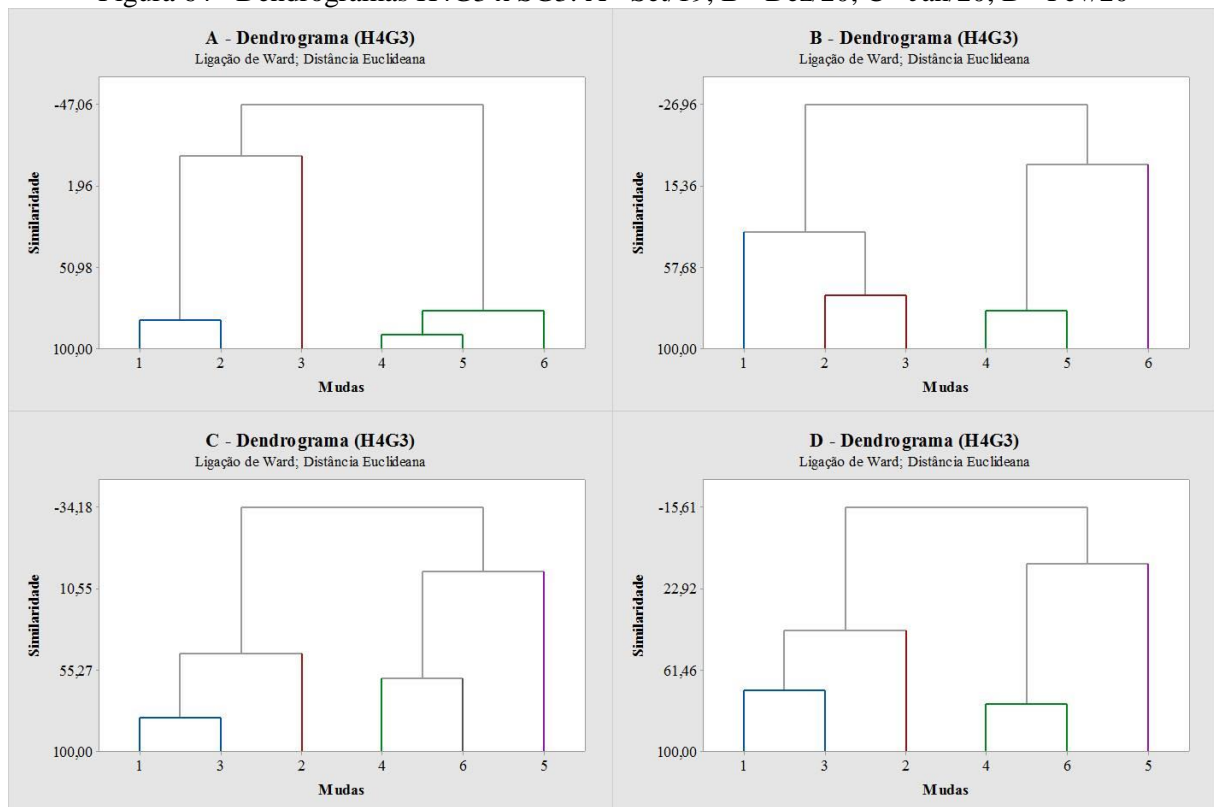 A - Dendrograma (H4G3)
Ligação de Ward; Distância Euclideana
-47,06
1,96
50,98
100,00
Similaridade
1 2 3 4 5 6
Mudas
B - Dendrograma (H4G3)
Ligação de Ward; Distância Euclideana
-26,96
15,36
57,68
100,00
Similaridade
1 2 3 4 5 6
Mudas
C - Dendrograma (H4G3)
Ligação de Ward; Distância Euclideana
-34,18
10,55
55,27
100,00
Similaridade
1 3 2 4 6 5
Mudas
D - Dendrograma (H4G3)
Ligação de Ward; Distância Euclideana
-15,61
22,92
61,46
100,00
Similaridade
1 3 2 4 6 5
Mudas